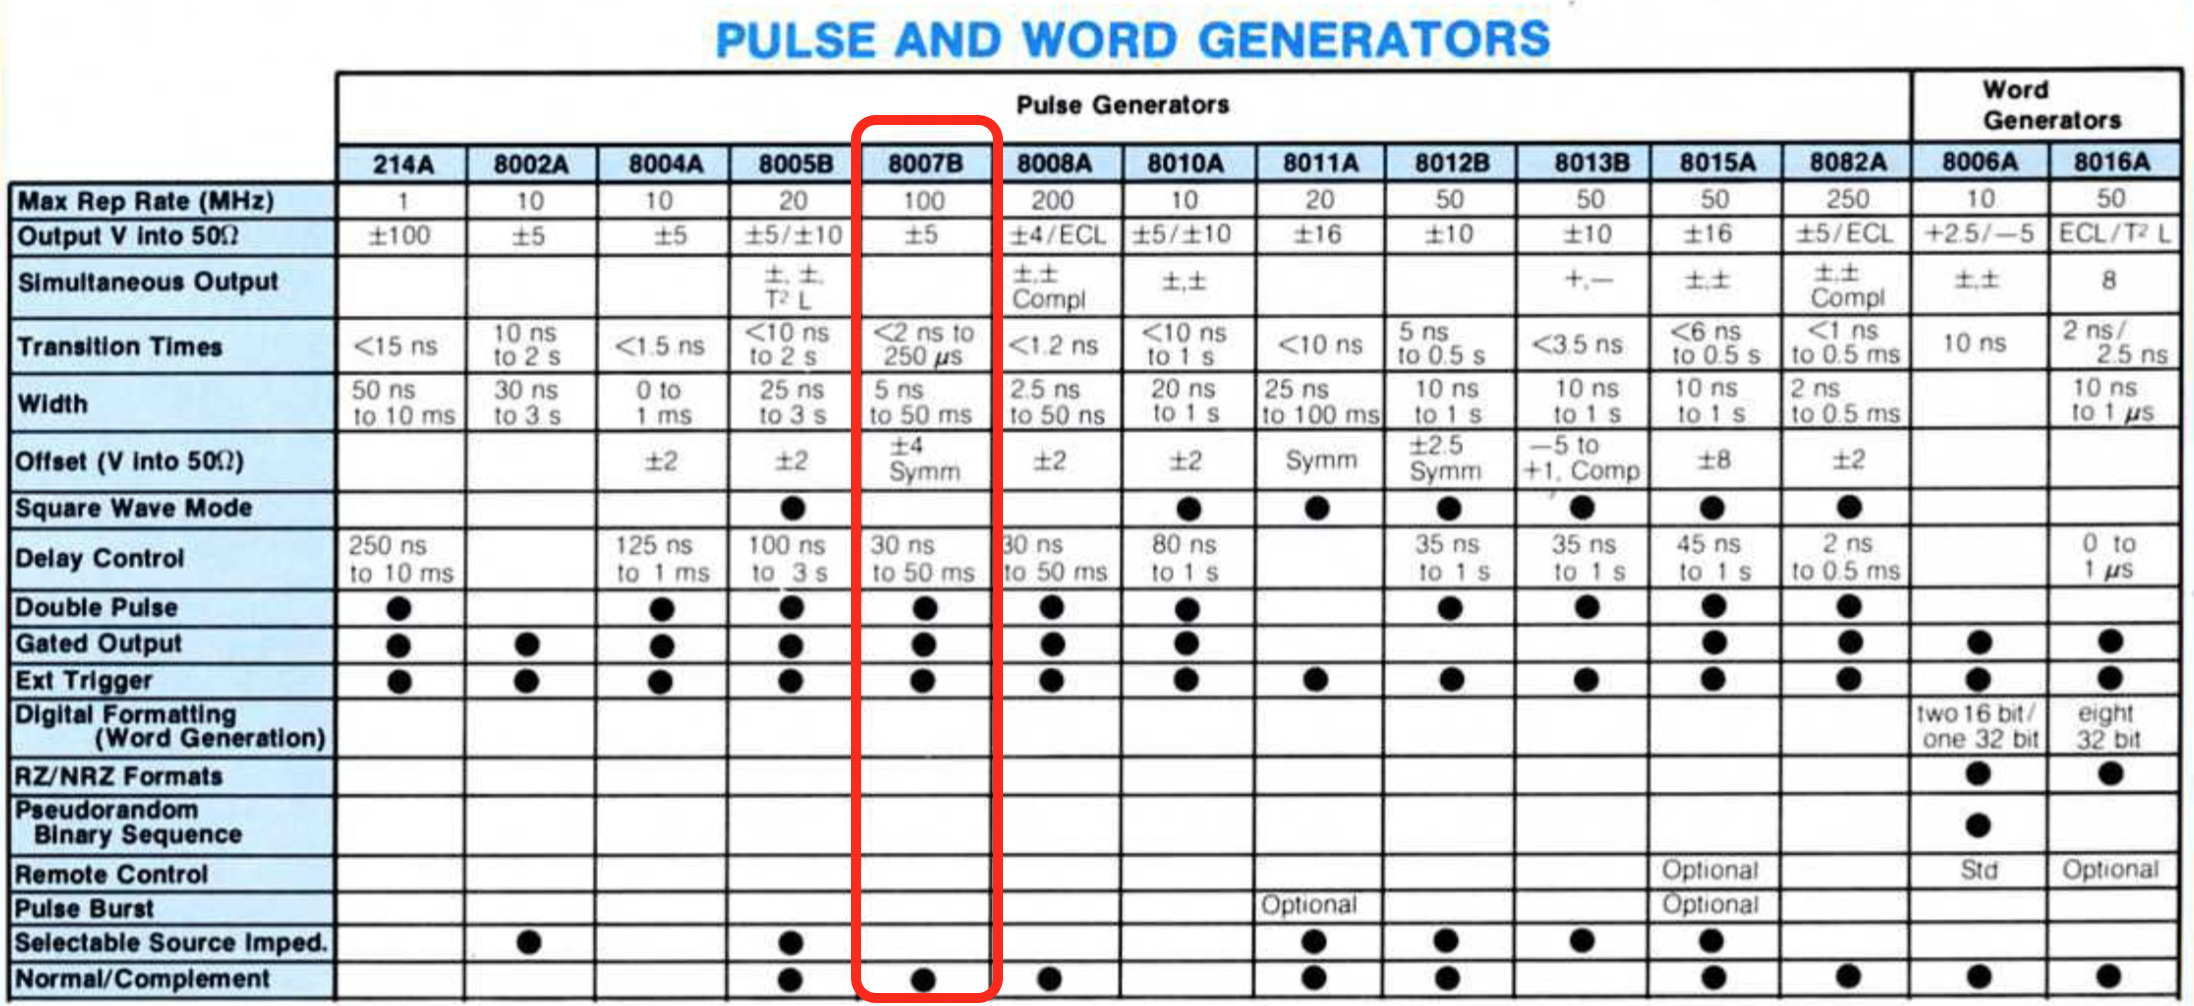 PULSE AND WORD GENERATORS
Pulse Generators
Word
Generators
214A 8002A 8004A 8005B 8007B 8008A 8010A 8011A 8012B 8013B 8015A 8082A 8006A 8016A
Max Rep Rate (MHz) 1 10 10 20 100 200 10 20 50 50 50 250 10 50
Output V into 50Ω ±100 ±5 ±5 ±5/±10 ±5 ±4/ECL ±5/±10 ±16 ±10 ±10 ±16 ±5/ECL +2.5/−5 ECL/T² L
Simultaneous Output ±, ±, ±,± ±,± +,− ±,± ±,± ±,± 8
T² L Compl Compl
Transition Times <15 ns 10 ns <1.5 ns <10 ns <2 ns to <1.2 ns <10 ns <10 ns 5 ns <3.5 ns <6 ns <1 ns 10 ns 2 ns/
to 2 s to 2 s 250 μs to 1 s to 0.5 s to 0.5 s to 0.5 ms 2.5 ns
Width 50 ns 30 ns 0 to 25 ns 5 ns 2.5 ns 20 ns 25 ns 10 ns 10 ns 10 ns 2 ns 10 ns
to 10 ms to 3 s 1 ms to 3 s to 50 ms to 50 ns to 1 s to 100 ms to 1 s to 1 s to 1 s to 0.5 ms to 1 μs
Offset (V into 50Ω) ±2 ±2 ±4 ±2 ±2 Symm ±2.5 −5 to ±8 ±2
Symm Symm +1, Comp
Square Wave Mode ● ● ● ● ● ● ●
Delay Control 250 ns 125 ns 100 ns 30 ns 30 ns 80 ns 35 ns 35 ns 45 ns 2 ns 0 to
to 10 ms to 1 ms to 3 s to 50 ms to 50 ms to 1 s to 1 s to 1 s to 1 s to 0.5 ms 1 μs
Double Pulse ● ● ● ● ● ● ● ● ● ●
Gated Output ● ● ● ● ● ● ● ● ● ● ●
Ext Trigger ● ● ● ● ● ● ● ● ● ● ● ● ● ●
Digital Formatting two 16 bit/ eight
(Word Generation) one 32 bit 32 bit
RZ/NRZ Formats ● ●
Pseudorandom
Binary Sequence ●
Remote Control Optional Std Optional
Pulse Burst Optional Optional
Selectable Source Imped. ● ● ● ● ● ●
Normal/Complement ● ● ● ● ● ● ● ● ●